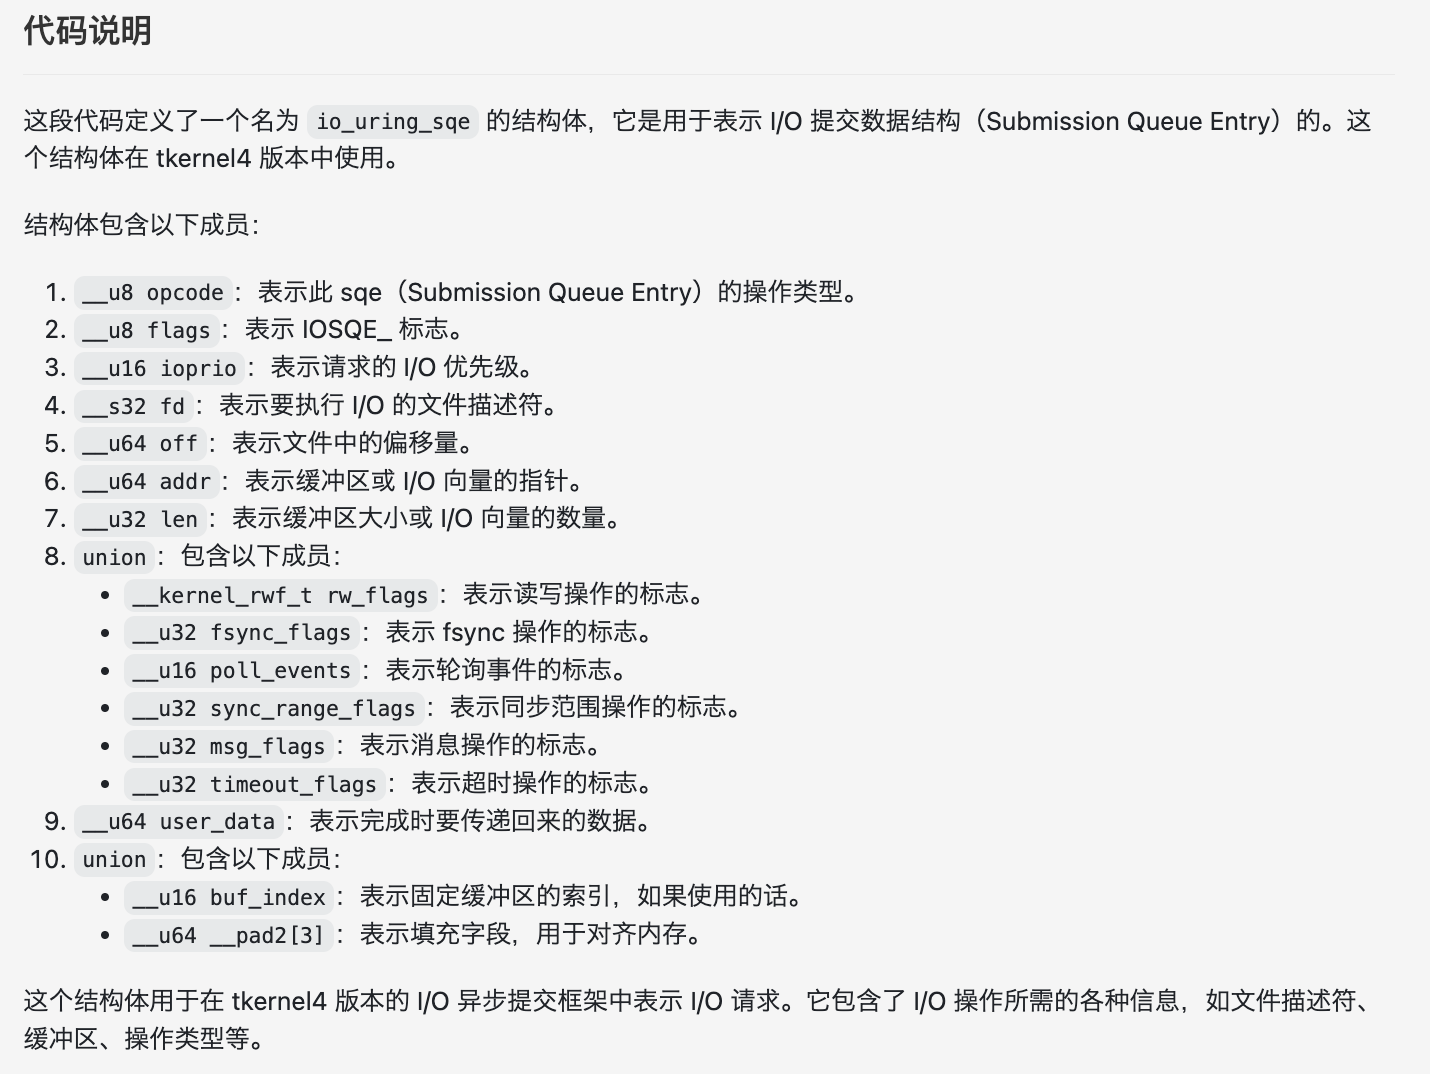 代码说明
这段代码定义了一个名为 io_uring_sqe 的结构体，它是用于表示 I/O 提交数据结构（Submission Queue Entry）的。这
个结构体在 tkernel4 版本中使用。
结构体包含以下成员：
1. __u8 opcode：表示此 sqe（Submission Queue Entry）的操作类型。
2. __u8 flags：表示 IOSQE_ 标志。
3. __u16 ioprio：表示请求的 I/O 优先级。
4. __s32 fd：表示要执行 I/O 的文件描述符。
5. __u64 off：表示文件中的偏移量。
6. __u64 addr：表示缓冲区或 I/O 向量的指针。
7. __u32 len：表示缓冲区大小或 I/O 向量的数量。
8. union：包含以下成员：
• __kernel_rwf_t rw_flags：表示读写操作的标志。
• __u32 fsync_flags：表示 fsync 操作的标志。
• __u16 poll_events：表示轮询事件的标志。
• __u32 sync_range_flags：表示同步范围操作的标志。
• __u32 msg_flags：表示消息操作的标志。
• __u32 timeout_flags：表示超时操作的标志。
9. __u64 user_data：表示完成时要传递回来的数据。
10. union：包含以下成员：
• __u16 buf_index：表示固定缓冲区的索引，如果使用的话。
• __u64 __pad2[3]：表示填充字段，用于对齐内存。
这个结构体用于在 tkernel4 版本的 I/O 异步提交框架中表示 I/O 请求。它包含了 I/O 操作所需的各种信息，如文件描述符、
缓冲区、操作类型等。